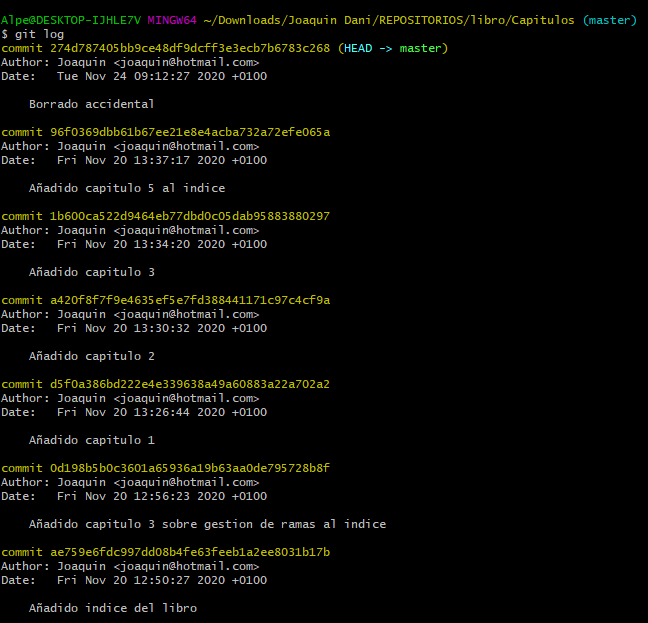 Alpe@DESKTOP-IJHLE7V MINGW64 ~/Downloads/Joaquin Dani/REPOSITORIOS/libro/Capitulos (master)
$ git log
commit 274d787405bb9ce48df9dcff3e3ecb7b6783c268 (HEAD -> master)
Author: Joaquin <joaquin@hotmail.com>
Date:   Tue Nov 24 09:12:27 2020 +0100

    Borrado accidental

commit 96f0369dbb61b67ee21e8e4acba732a72efe065a
Author: Joaquin <joaquin@hotmail.com>
Date:   Fri Nov 20 13:37:17 2020 +0100

    Añadido capitulo 5 al indice

commit 1b600ca522d9464eb77dbd0c05dab95883880297
Author: Joaquin <joaquin@hotmail.com>
Date:   Fri Nov 20 13:34:20 2020 +0100

    Añadido capitulo 3

commit a420f8f7f9e4635ef5e7fd388441171c97c4cf9a
Author: Joaquin <joaquin@hotmail.com>
Date:   Fri Nov 20 13:30:32 2020 +0100

    Añadido capitulo 2

commit d5f0a386bd222e4e339638a49a60883a22a702a2
Author: Joaquin <joaquin@hotmail.com>
Date:   Fri Nov 20 13:26:44 2020 +0100

    Añadido capitulo 1

commit 0d198b5b0c3601a65936a19b63aa0de795728b8f
Author: Joaquin <joaquin@hotmail.com>
Date:   Fri Nov 20 12:56:23 2020 +0100

    Añadido capitulo 3 sobre gestion de ramas al indice

commit ae759e6fdc997dd08b4fe63feeb1a2ee8031b17b
Author: Joaquin <joaquin@hotmail.com>
Date:   Fri Nov 20 12:50:27 2020 +0100

    Añadido indice del libro